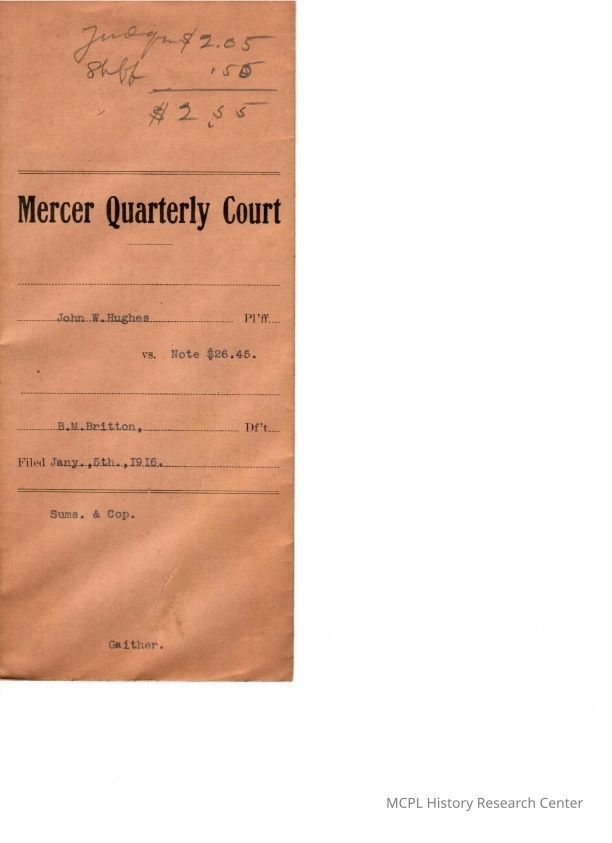 Judge $2.05
Shff .50
$2.55
Mercer Quarterly Court
John W.Hughes Pl'ff.
vs. Note $26.45.
B.M.Britton, Df't.
Filed Jany.,5th.,1916.
Sums. & Cop.
Gaither.
MCPL History Research Center